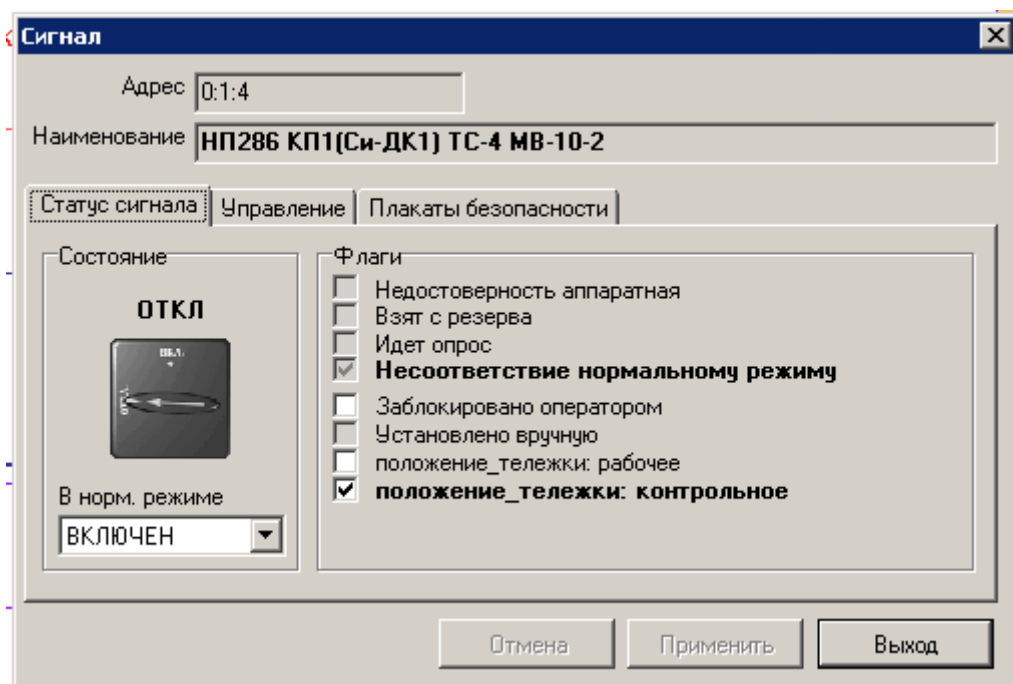 Сигнал
Адрес 0:1:4
Наименование НП286 КП1(Си-ДК1) ТС-4 МВ-10-2
Статус сигнала Управление Плакаты безопасности
Состояние
ОТКЛ
ВКЛ.
ОТКЛ
В норм. режиме
ВКЛЮЧЕН
Флаги
Недостоверность аппаратная
Взят с резерва
Идет опрос
Несоответствие нормальному режиму
Заблокировано оператором
Установлено вручную
положение_тележки: рабочее
положение_тележки: контрольное
Отмена Применить Выход